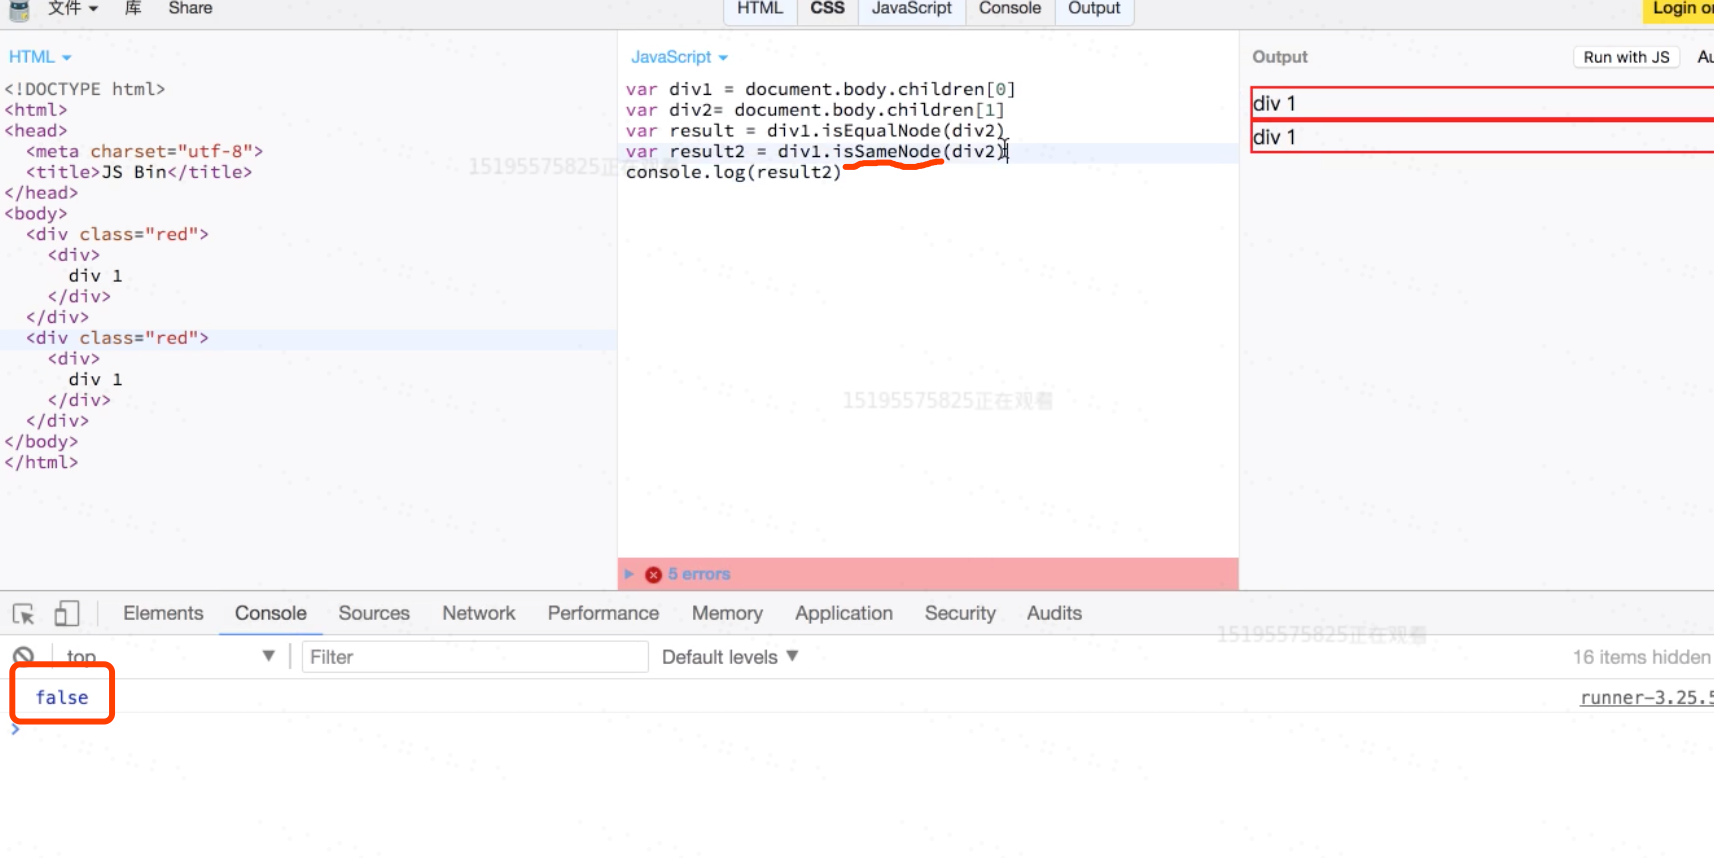 文件 库 Share HTML CSS JavaScript Console Output Login or
HTML
<!DOCTYPE html>
<html>
<head>
<meta charset="utf-8">
<title>JS Bin</title>
</head>
<body>
<div class="red">
<div>
div 1
</div>
</div>
<div class="red">
<div>
div 1
</div>
</div>
</body>
</html>
JavaScript
var div1 = document.body.children[0]
var div2= document.body.children[1]
var result = div1.isEqualNode(div2)
var result2 = div1.isSameNode(div2)
console.log(result2)
15195575825正在观看
15195575825正在观看
5 errors
Output Run with JS Au
div 1
div 1
Elements Console Sources Network Performance Memory Application Security Audits
15195575825正在观看
top Filter Default levels 16 items hidden
false runner-3.25.5
>